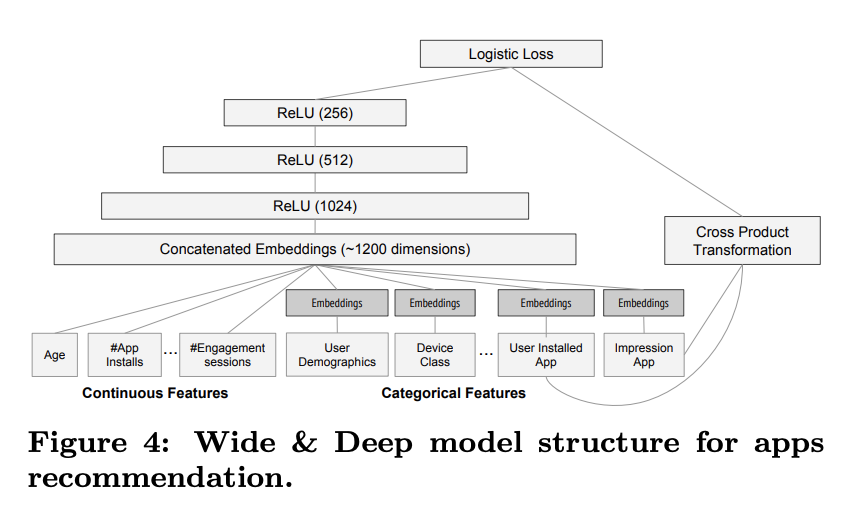 Logistic Loss
ReLU (256)
ReLU (512)
ReLU (1024)
Cross Product
Transformation
Concatenated Embeddings (~1200 dimensions)
Embeddings
Embeddings
Embeddings
Embeddings
Age
#App
Installs
...
#Engagement
sessions
User
Demographics
Device
Class
...
User Installed
App
Impression
App
Continuous Features
Categorical Features
Figure 4: Wide & Deep model structure for apps
recommendation.